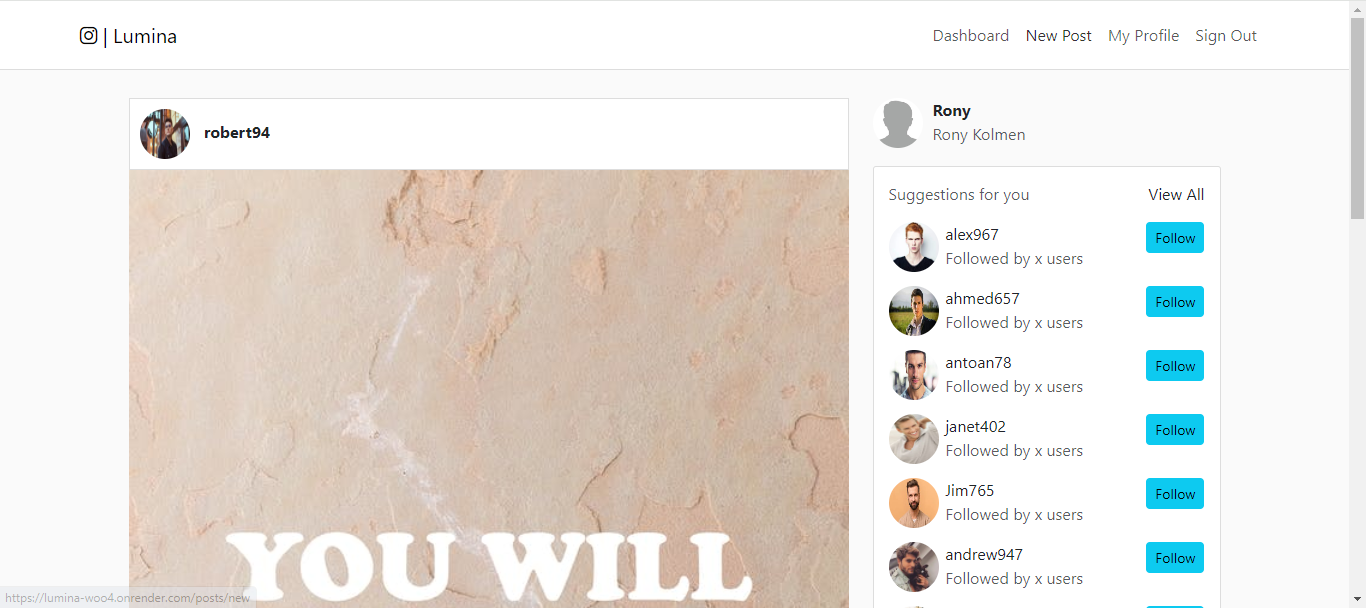 | Lumina
Dashboard New Post My Profile Sign Out
robert94
YOU WILL
Rony
Rony Kolmen
Suggestions for you View All
alex967 Follow
Followed by x users
ahmed657 Follow
Followed by x users
antoan78 Follow
Followed by x users
janet402 Follow
Followed by x users
Jim765 Follow
Followed by x users
andrew947 Follow
Followed by x users
https://lumina-woo4.onrender.com/posts/new